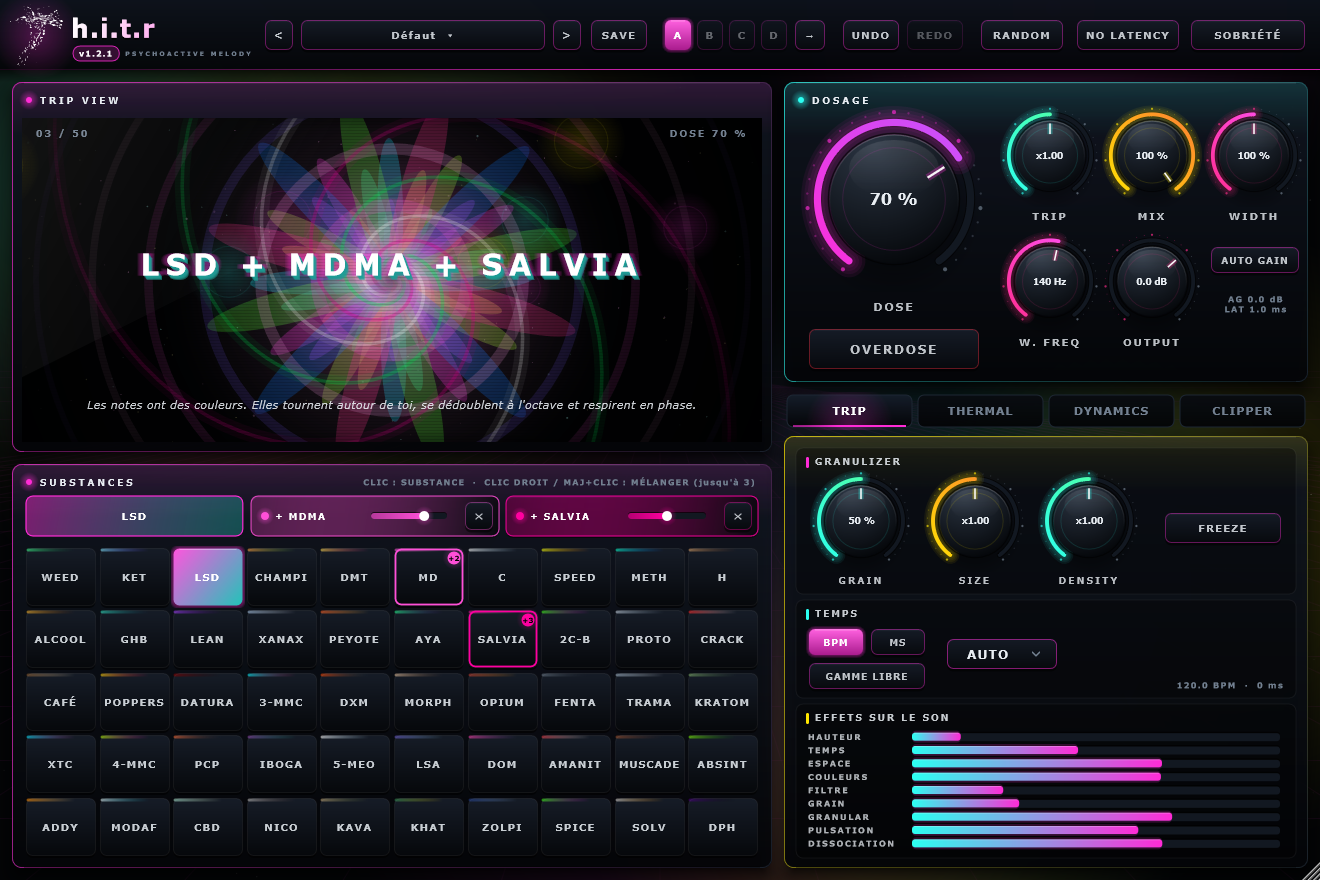 h.i.t.r
v1.2.1 PSYCHOACTIVE MELODY
< Défaut > SAVE A B C D → UNDO REDO RANDOM NO LATENCY SOBRIÉTÉ
TRIP VIEW
03 / 50 DOSE 70 %
LSD + MDMA + SALVIA
Les notes ont des couleurs. Elles tournent autour de toi, se dédoublent à l'octave et respirent en phase.
SUBSTANCES CLIC : SUBSTANCE · CLIC DROIT / MAJ+CLIC : MÉLANGER (jusqu'à 3)
LSD + MDMA × + SALVIA ×
WEED KET LSD CHAMPI DMT MD +2 C SPEED METH H
ALCOOL GHB LEAN XANAX PEYOTE AYA SALVIA +3 2C-B PROTO CRACK
CAFÉ POPPERS DATURA 3-MMC DXM MORPH OPIUM FENTA TRAMA KRATOM
XTC 4-MMC PCP IBOGA 5-MEO LSA DOM AMANIT MUSCADE ABSINT
ADDY MODAF CBD NICO KAVA KHAT ZOLPI SPICE SOLV DPH
DOSAGE
70 %
DOSE
OVERDOSE
x1.00 100 % 100 %
TRIP MIX WIDTH
140 Hz 0.0 dB AUTO GAIN
AG 0.0 dB
LAT 1.0 ms
W. FREQ OUTPUT
TRIP THERMAL DYNAMICS CLIPPER
GRANULIZER
50 % x1.00 x1.00 FREEZE
GRAIN SIZE DENSITY
TEMPS
BPM MS AUTO
GAMME LIBRE
120.0 BPM · 0 ms
EFFETS SUR LE SON
HAUTEUR
TEMPS
ESPACE
COULEURS
FILTRE
GRAIN
GRANULAR
PULSATION
DISSOCIATION